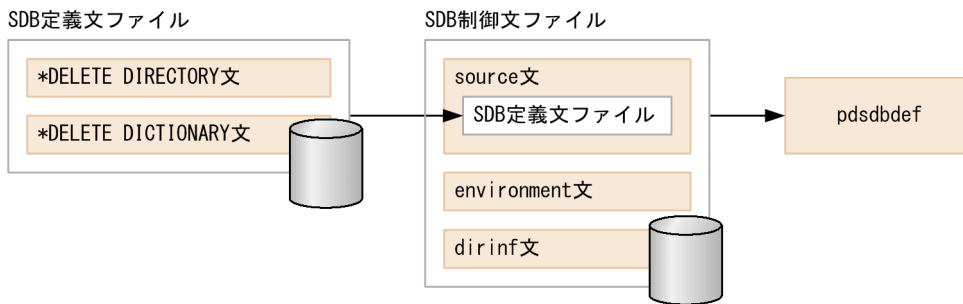 SDB定義文ファイル
*DELETE DIRECTORY文
*DELETE DICTIONARY文
SDB制御文ファイル
source文
SDB定義文ファイル
environment文
dirinf文
pdsdbdef